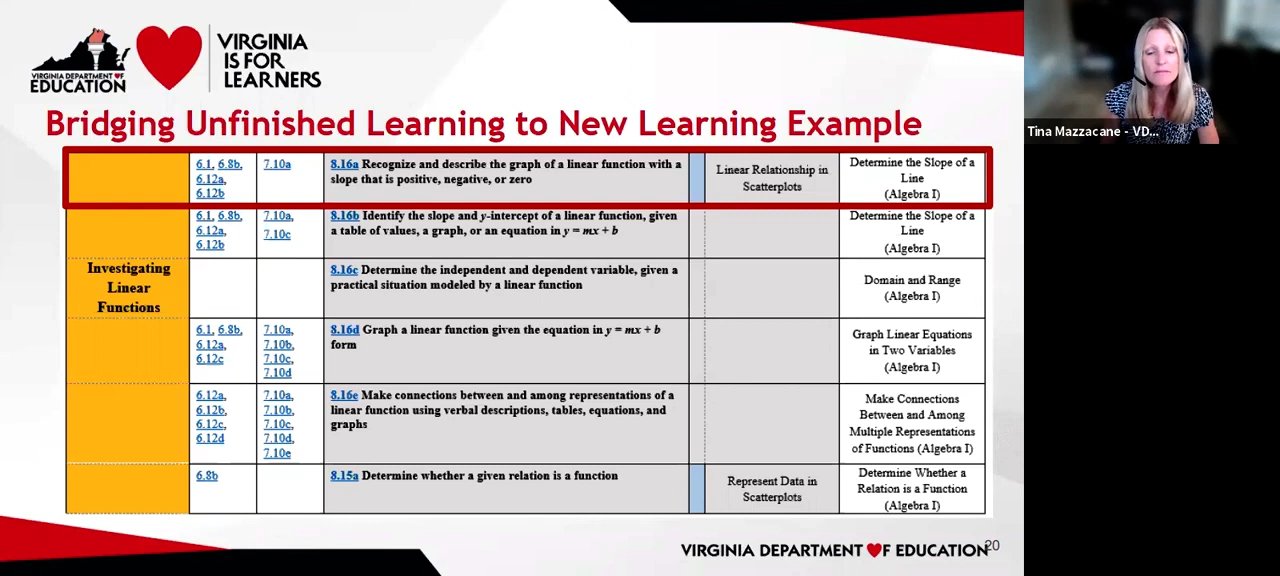 VIRGINIA DEPARTMENT OF
EDUCATION
VIRGINIA
IS FOR
LEARNERS
Bridging Unfinished Learning to New Learning Example
Tina Mazzacane - VD...
6.1, 6.8b,
6.12a,
6.12b
7.10a
8.16a Recognize and describe the graph of a linear function with a
slope that is positive, negative, or zero
Linear Relationship in
Scatterplots
Determine the Slope of a
Line
(Algebra I)
6.1, 6.8b,
6.12a,
6.12b
7.10a,
7.10c
8.16b Identify the slope and y-intercept of a linear function, given
a table of values, a graph, or an equation in y = mx + b
Determine the Slope of a
Line
(Algebra I)
Investigating
Linear
Functions
8.16c Determine the independent and dependent variable, given a
practical situation modeled by a linear function
Domain and Range
(Algebra I)
6.1, 6.8b,
6.12a,
6.12c
7.10a,
7.10b,
7.10c,
7.10d
8.16d Graph a linear function given the equation in y = mx + b
form
Graph Linear Equations
in Two Variables
(Algebra I)
6.12a,
6.12b,
6.12c,
6.12d
7.10a,
7.10b,
7.10c,
7.10d,
7.10e
8.16e Make connections between and among representations of a
linear function using verbal descriptions, tables, equations, and
graphs
Make Connections
Between and Among
Multiple Representations
of Functions (Algebra I)
6.8b
8.15a Determine whether a given relation is a function
Represent Data in
Scatterplots
Determine Whether a
Relation is a Function
(Algebra I)
VIRGINIA DEPARTMENT OF EDUCATION
20